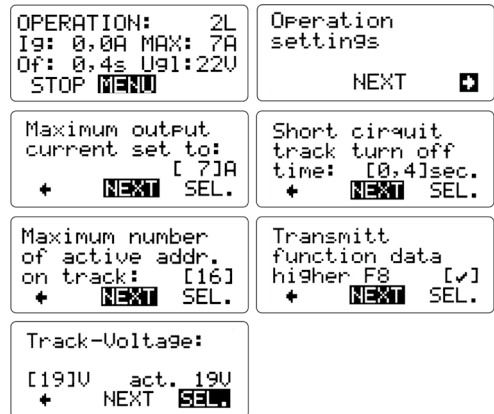 OPERATION: 2L
Ig: 0,0A MAX: 7A
Of: 0,4s Ugl:22V
STOP MENU
Operation
settings
NEXT →
Maximum output
current set to:
[ 7]A
← NEXT SEL.
Short cirquit
track turn off
time: [0,4]sec.
← NEXT SEL.
Maximum number
of active addr.
on track: [16]
← NEXT SEL.
Transmitt
function data
higher F8 [✓]
← NEXT SEL.
Track-Voltage:
[19]V act. 19V
← NEXT SEL.